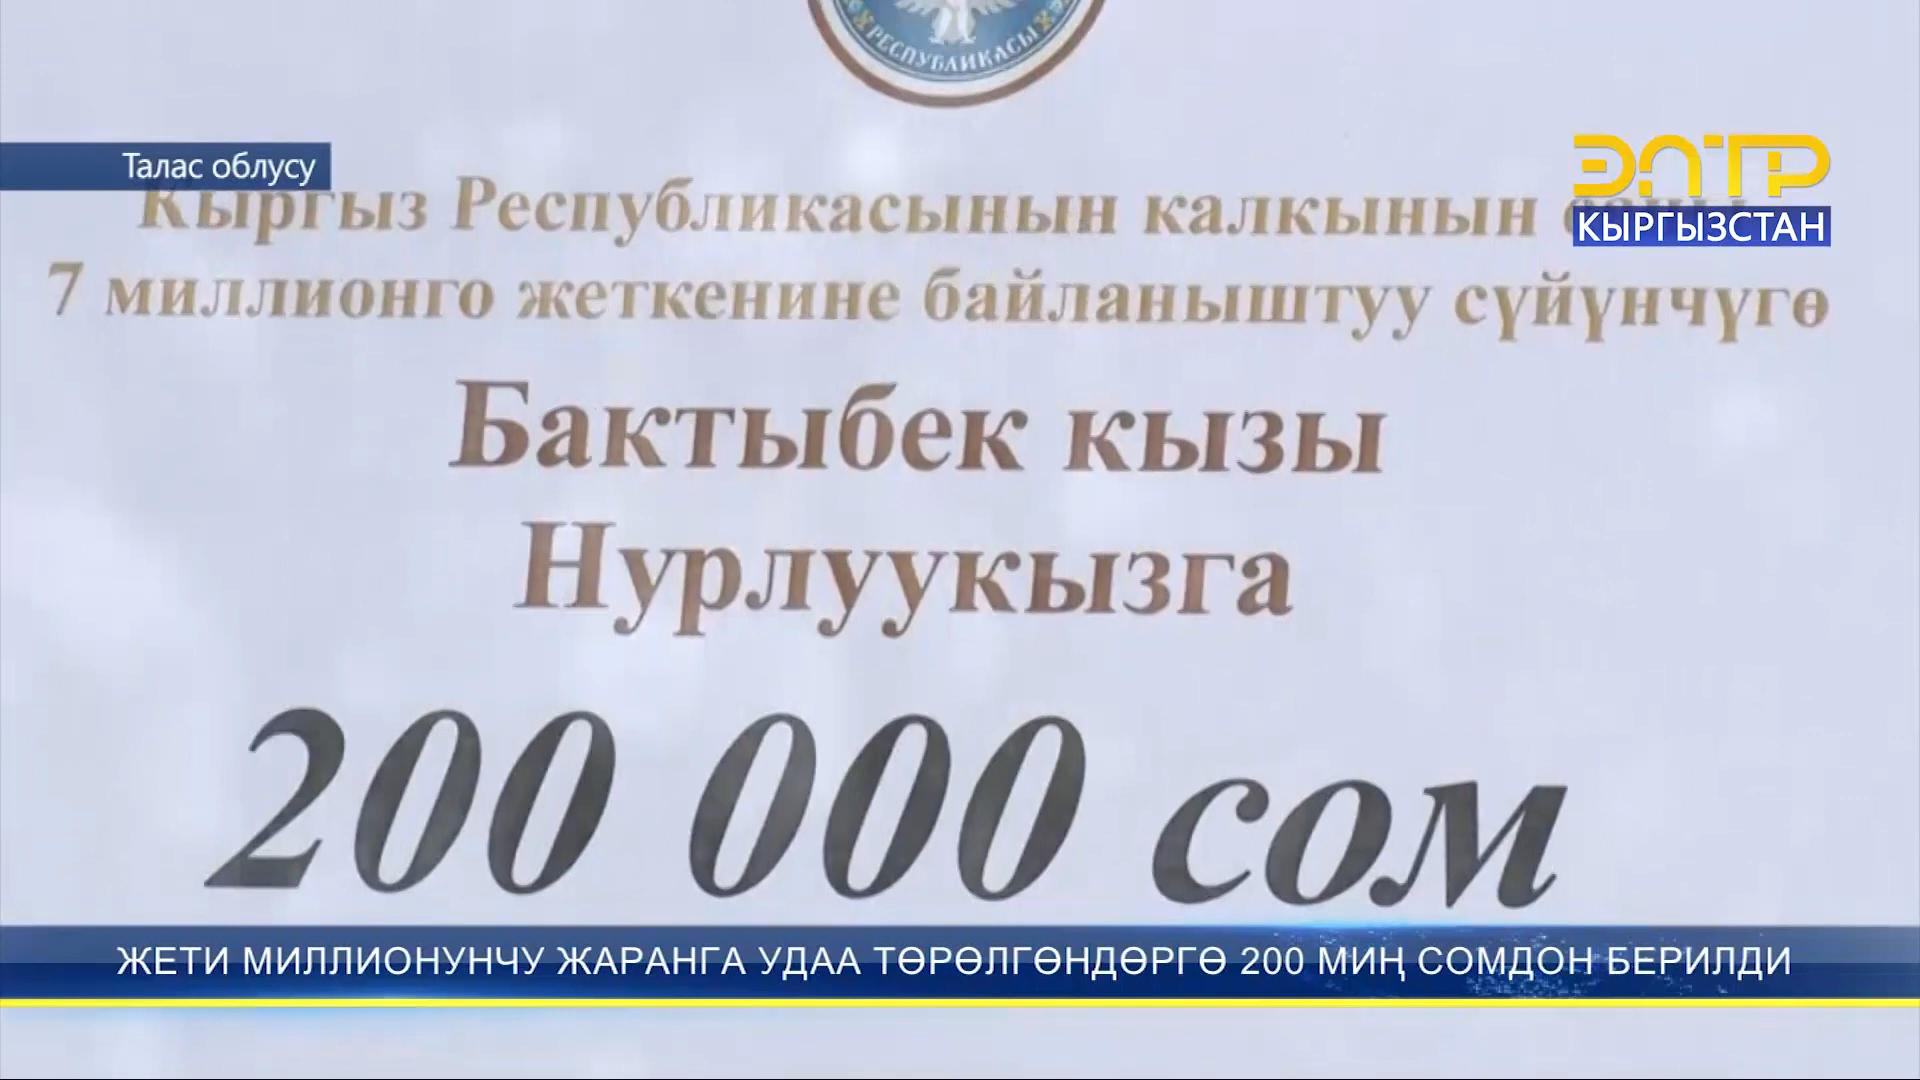 РЕСПУБЛИКАСЫ
Талас облусу
ЭЛТР
КЫРГЫЗСТАН
Кыргыз Республикасынын калкынын
7 миллионго жеткенине байланыштуу сүйүнчүгө
Бактыбек кызы
Нурлуукызга
200 000 сом
ЖЕТИ МИЛЛИОНУНЧУ ЖАРАНГА УДАА ТӨРӨЛГӨНДӨРГӨ 200 МИҢ СОМДОН БЕРИЛДИ